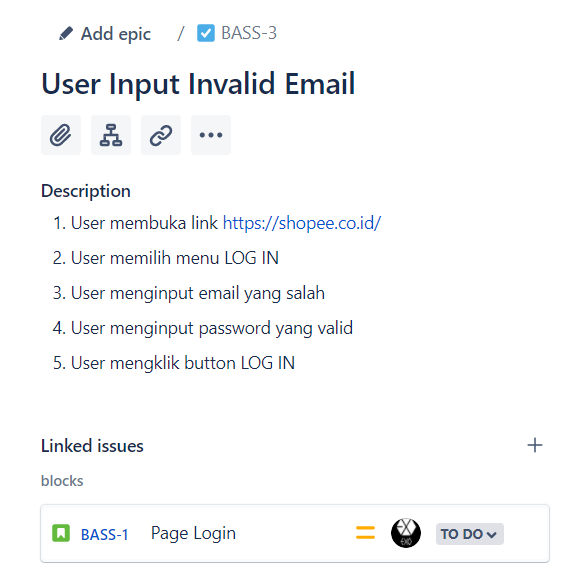 Add epic / BASS-3
User Input Invalid Email
Description
1. User membuka link https://shopee.co.id/
2. User memilih menu LOG IN
3. User menginput email yang salah
4. User menginput password yang valid
5. User mengklik button LOG IN
Linked issues
blocks
BASS-1 Page Login EXO TO DO